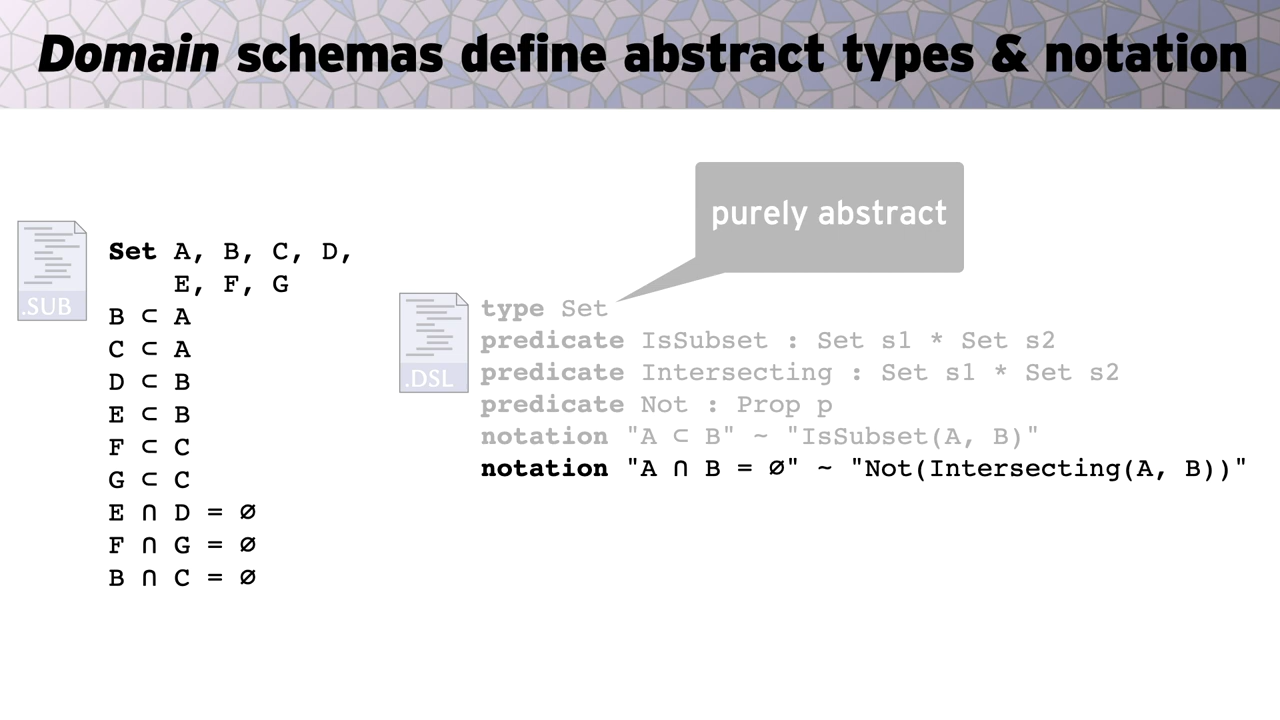 Domain schemas define abstract types & notation
purely abstract
.SUB
Set A, B, C, D,
E, F, G
B ⊂ A
C ⊂ A
D ⊂ B
E ⊂ B
F ⊂ C
G ⊂ C
E ∩ D = ∅
F ∩ G = ∅
B ∩ C = ∅
.DSL
type Set
predicate IsSubset : Set s1 * Set s2
predicate Intersecting : Set s1 * Set s2
predicate Not : Prop p
notation "A ⊂ B" ~ "IsSubset(A, B)"
notation "A ∩ B = ∅" ~ "Not(Intersecting(A, B))"